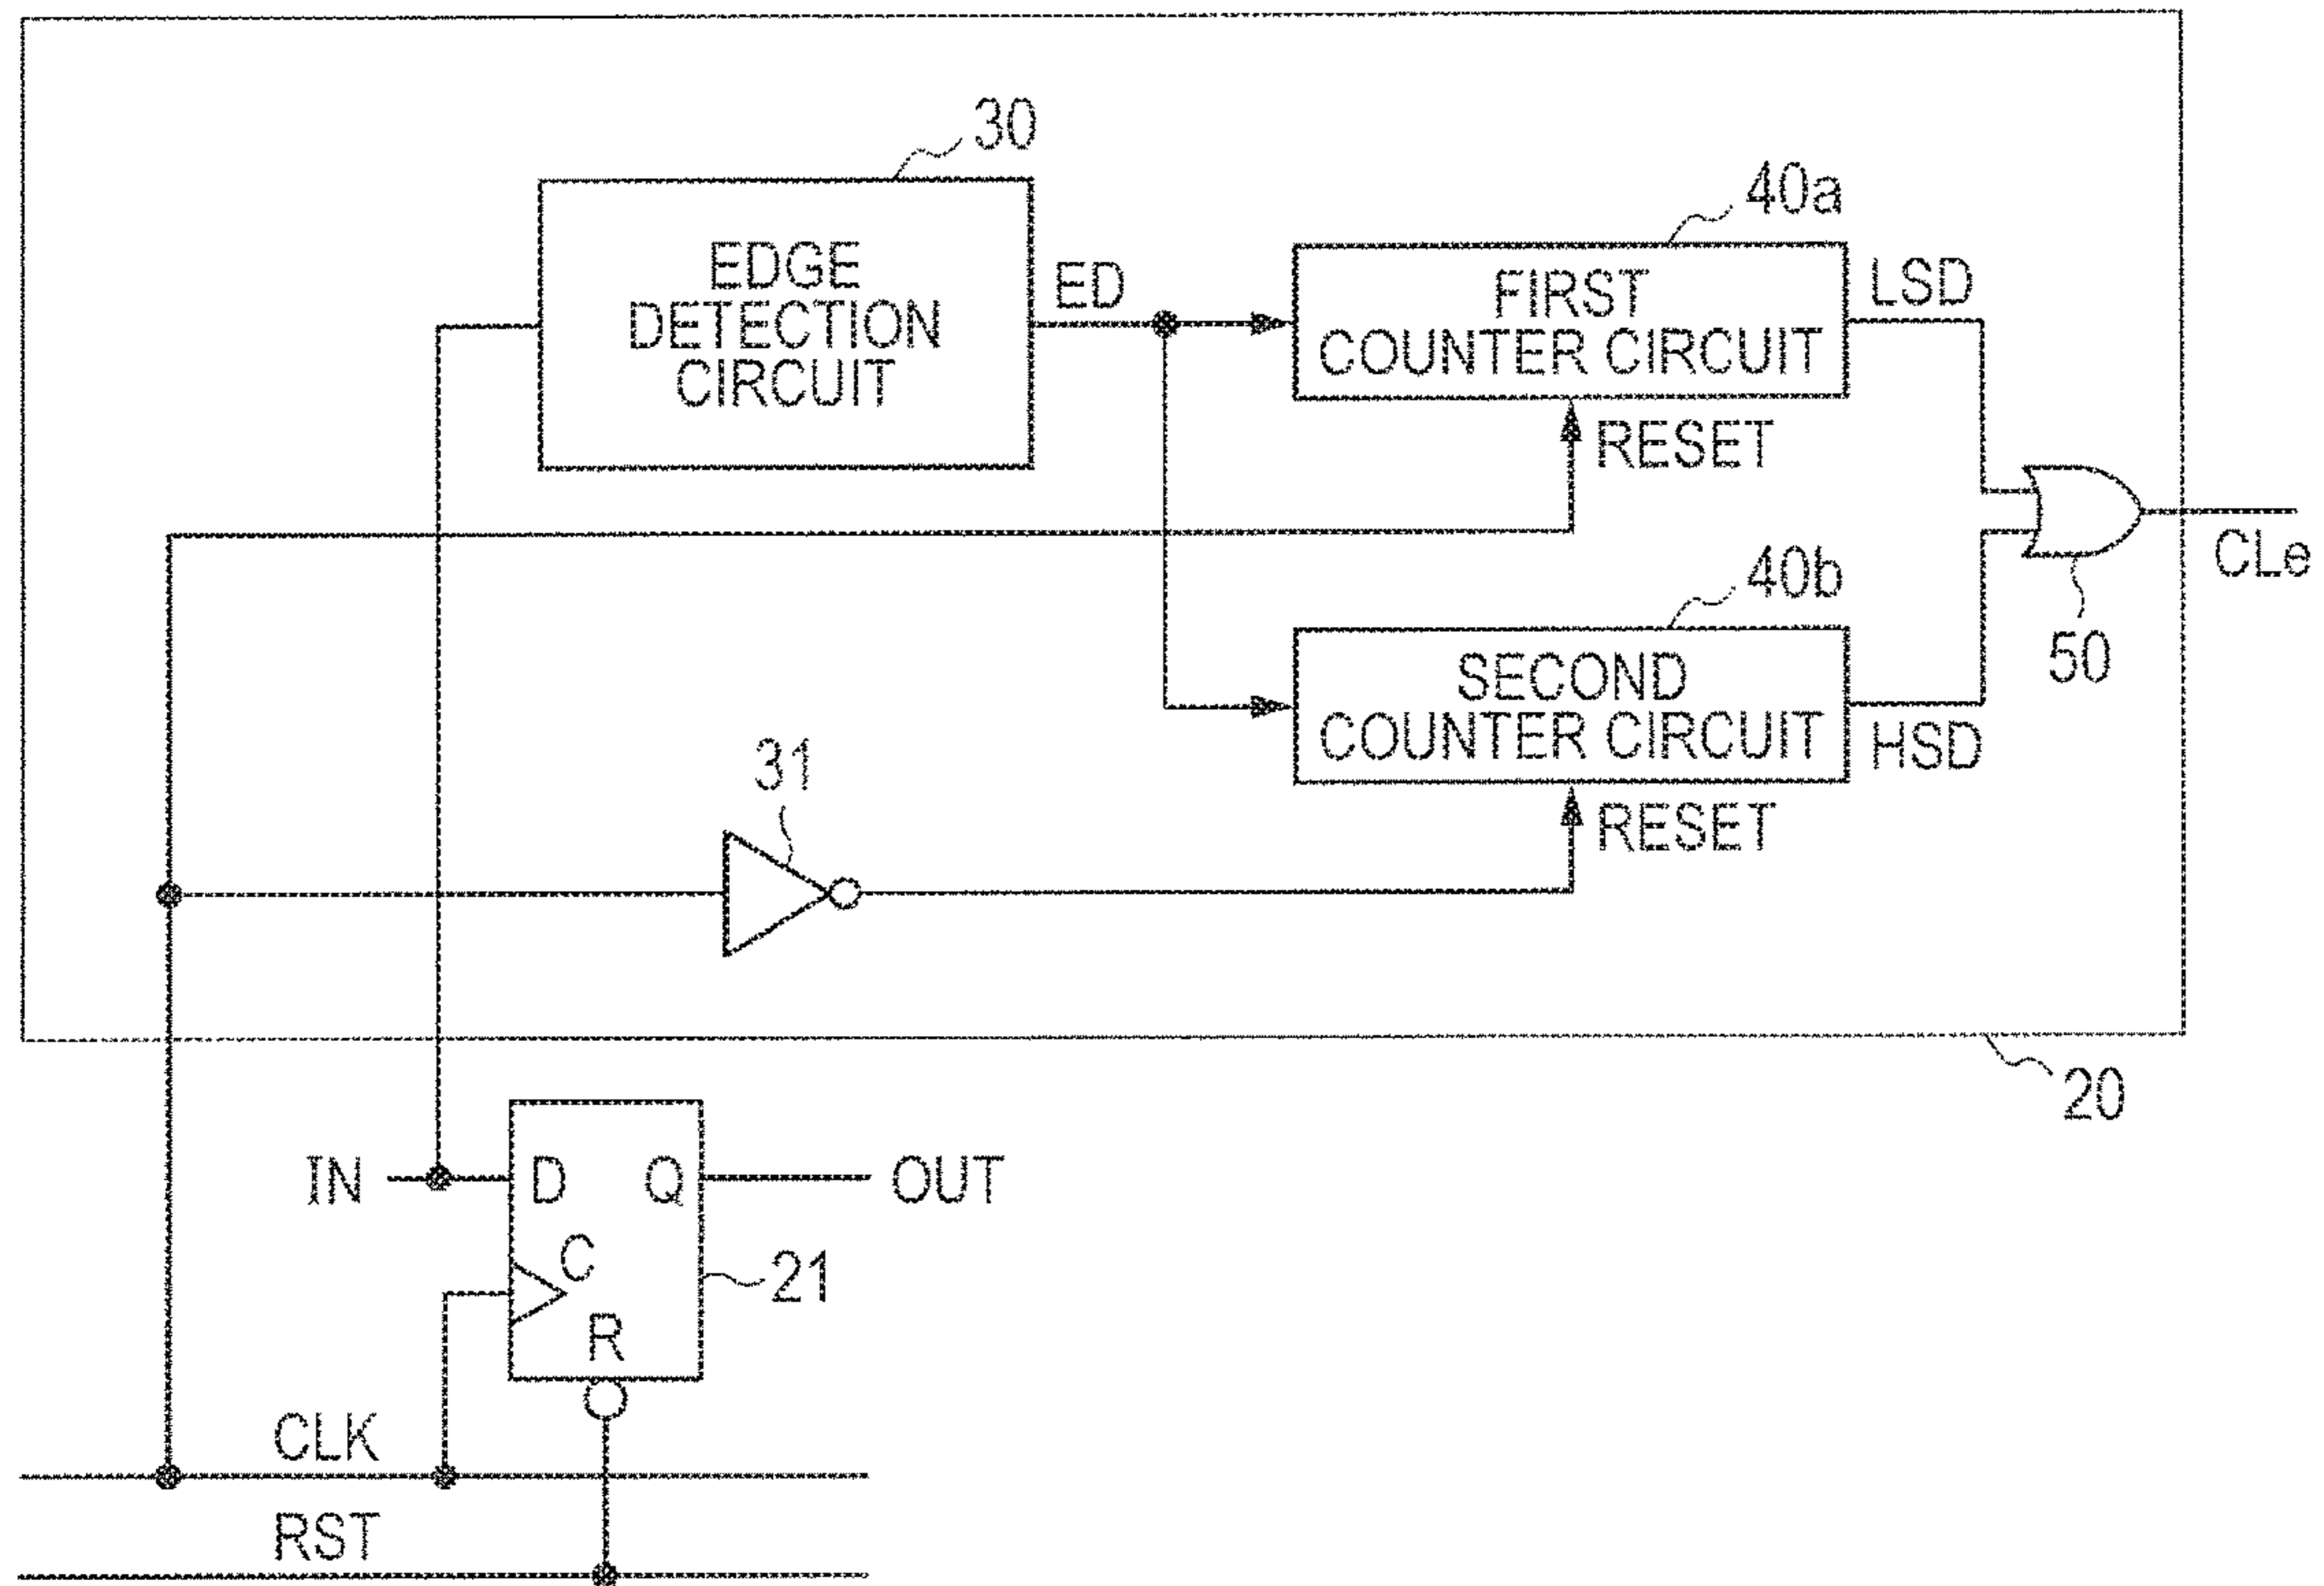 30
EDGE
DETECTION
CIRCUIT
ED
40a
FIRST
COUNTER CIRCUIT
LSD
RESET
40b
SECOND
COUNTER CIRCUIT
HSD
RESET
50
CLe
31
20
IN
D
Q
OUT
C
R
21
CLK
RST